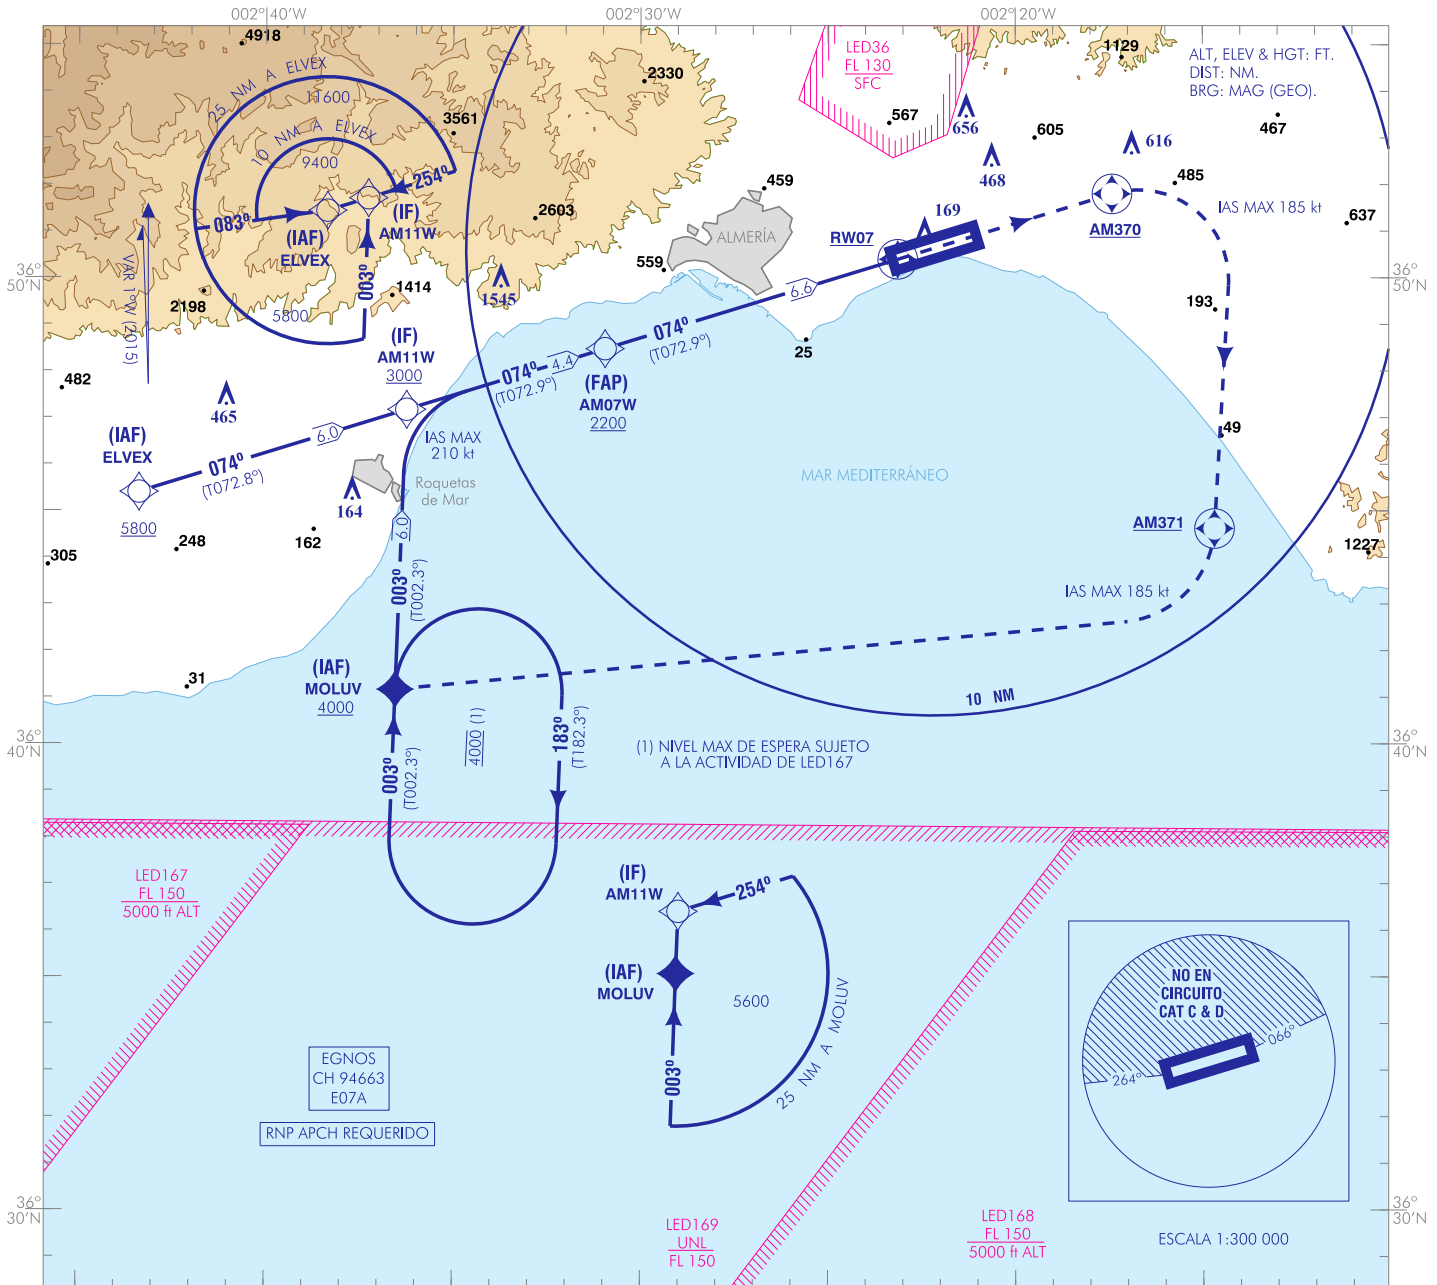 002°40'W
002°30'W
002°20'W
4918
2330
1129
LED36
FL 130
SFC
ALT, ELEV & HGT: FT.
DIST: NM.
BRG: MAG (GEO).
25 NM A ELVEX
11600
10 NM A ELVEX
9400
3561
567
656
605
467
616
468
485
254°
083°
(IF)
AM11W
(IAF)
ELVEX
003°
5800
2603
459
ALMERÍA
169
RW07
AM370
IAS MAX 185 kt
637
559
36°
50'N
36°
50'N
VAR 1°W (2015)
2198
1414
1545
6.6
193
25
(IF)
AM11W
3000
074°
(T072.9°)
4.4
074°
(T072.9°)
(FAP)
AM07W
2200
482
465
6.0
IAS MAX
210 kt
49
(IAF)
ELVEX
074°
(T072.8°)
5800
Roquetas
de Mar
164
MAR MEDITERRÁNEO
248
162
305
6.0
AM371
1227
003°
(T002.3°)
IAS MAX 185 kt
(IAF)
MOLUV
4000
31
10 NM
4000 (1)
183°
(T182.3°)
003°
(T002.3°)
(1) NIVEL MAX DE ESPERA SUJETO
A LA ACTIVIDAD DE LED167
36°
40'N
36°
40'N
LED167
FL 150
5000 ft ALT
(IF)
AM11W
254°
(IAF)
MOLUV
5600
003°
25 NM A MOLUV
NO EN
CIRCUITO
CAT C & D
066°
264°
EGNOS
CH 94663
E07A
RNP APCH REQUERIDO
36°
30'N
36°
30'N
LED169
UNL
FL 150
LED168
FL 150
5000 ft ALT
ESCALA 1:300 000